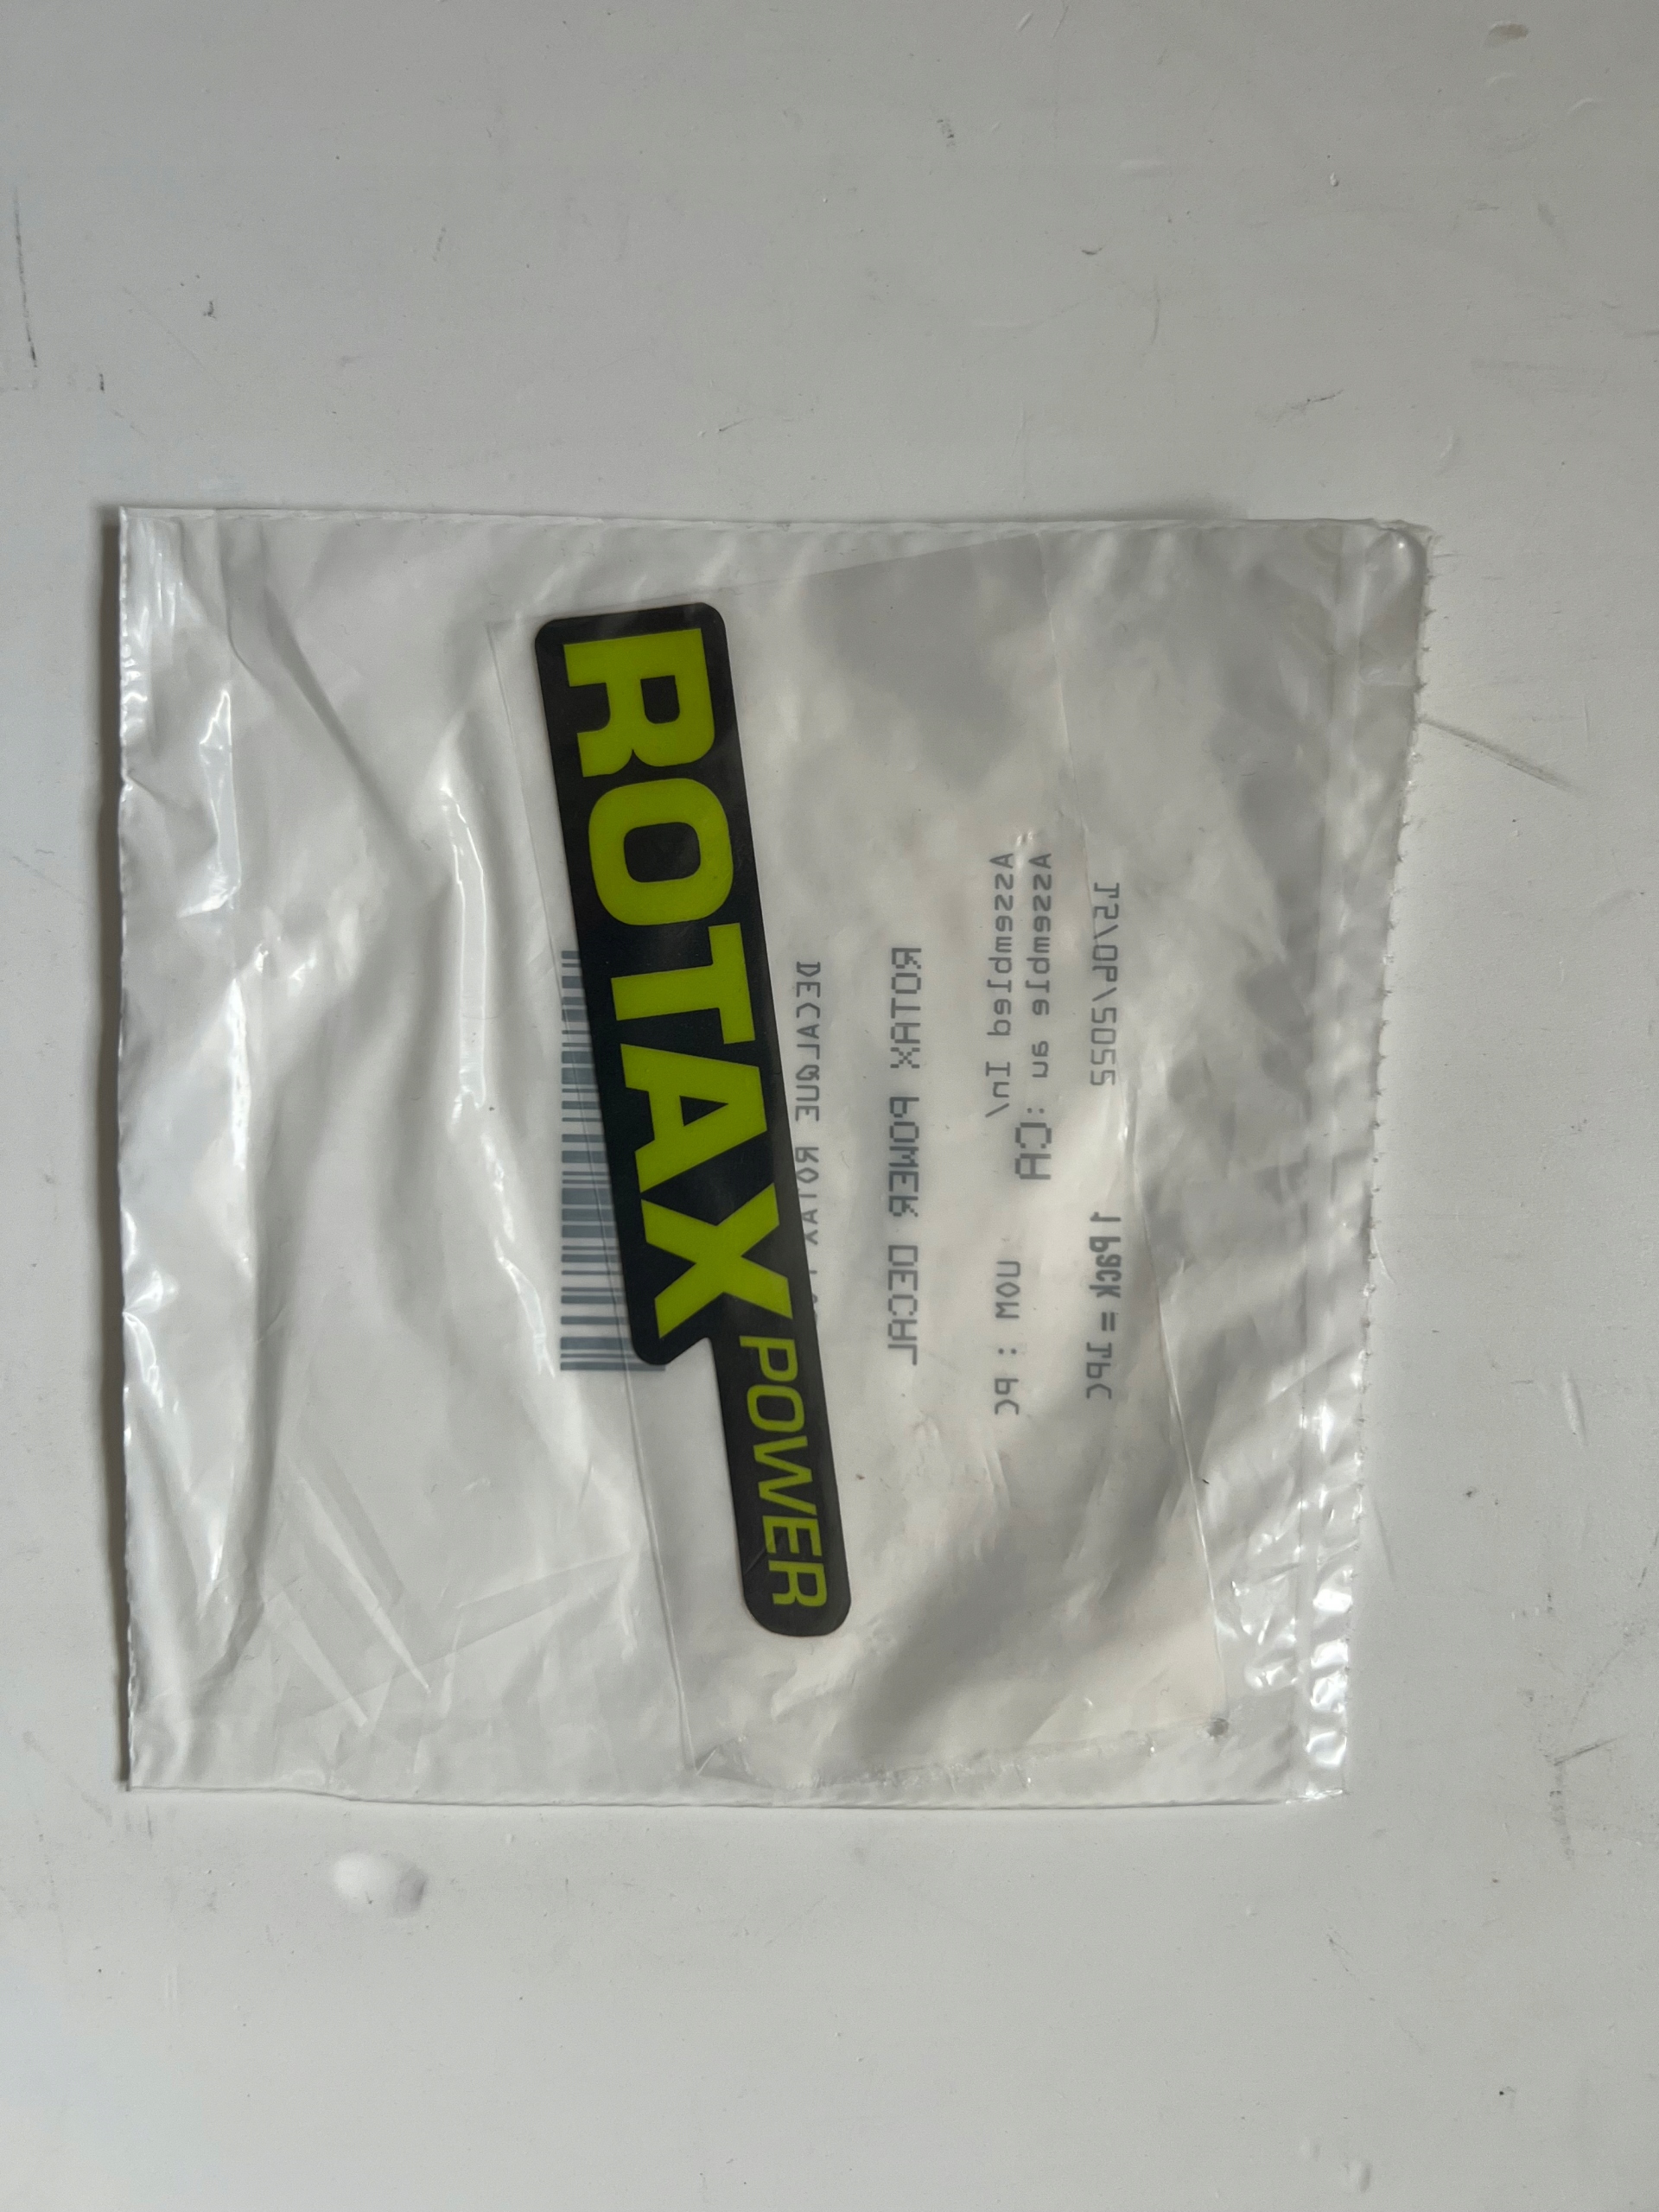 ROTAX
POWER
DECALQUE ROTAX
ROTAX POWER DECAL
Assembled In/ UOM : PC
Assemble au : CA
12/06/2022 1 Pack = 1PC